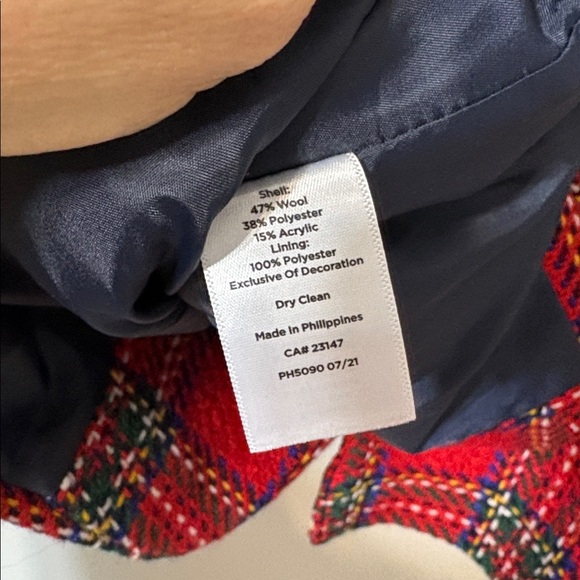 Shell:
47% Wool
38% Polyester
15% Acrylic
Lining:
100% Polyester
Exclusive Of Decoration
Dry Clean
Made In Philippines
CA# 23147
PH5090 07/21